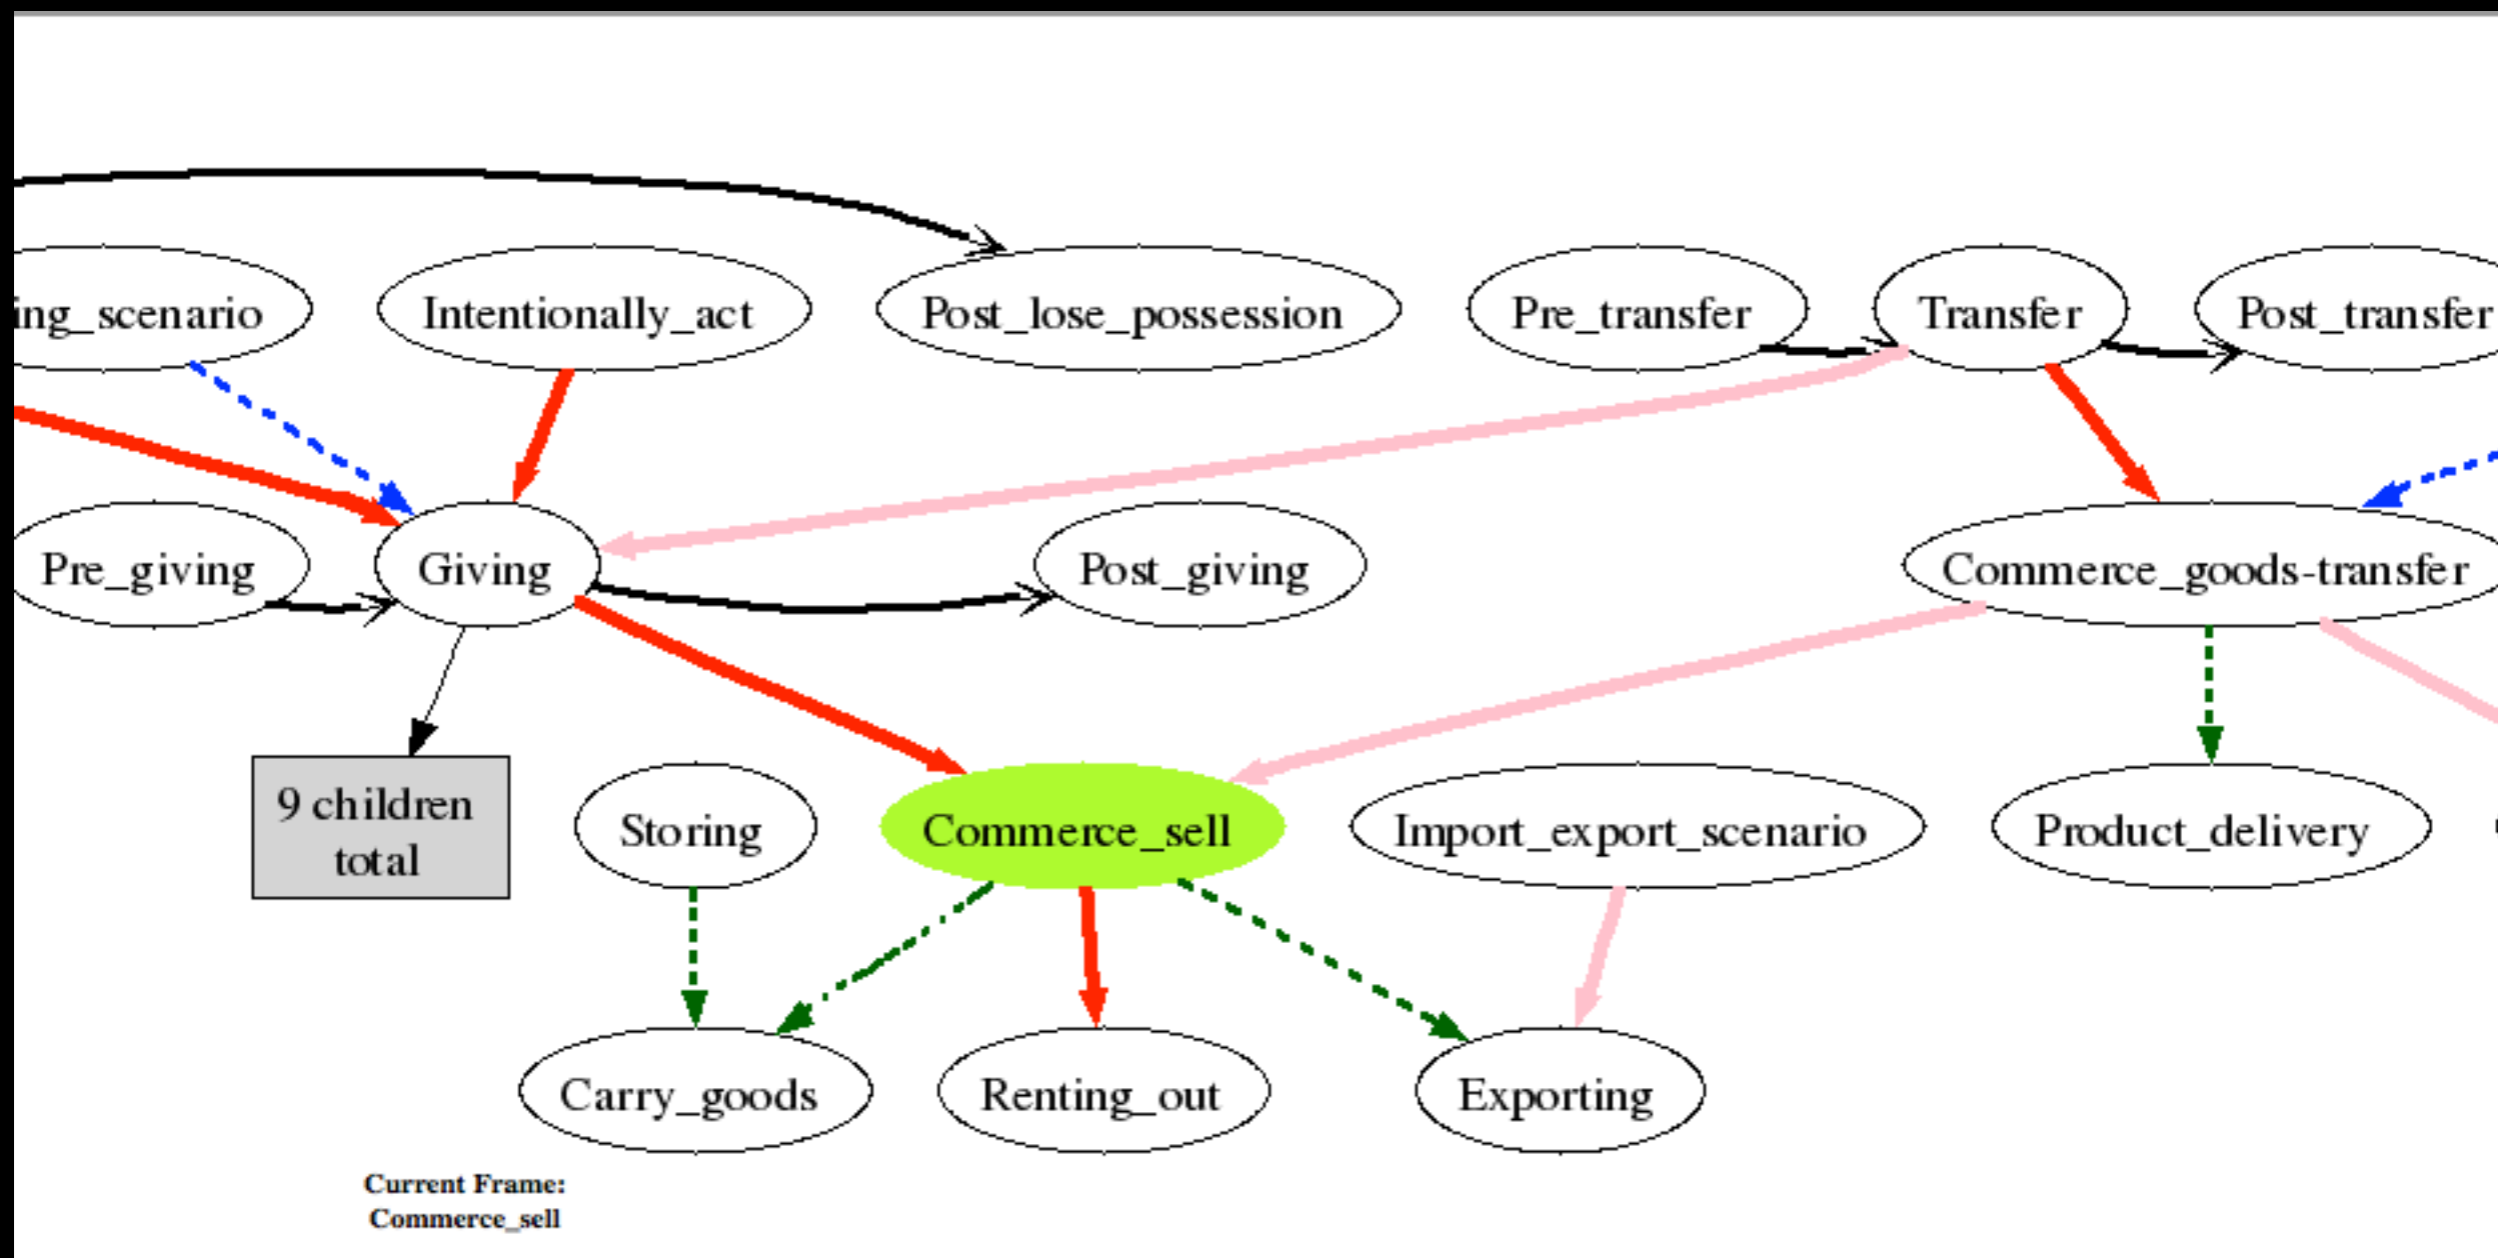 ing_scenario
Intentionally_act
Post_lose_possession
Pre_transfer
Transfer
Post_transfer
Pre_giving
Giving
Post_giving
Commerce_goods-transfer
9 children
total
Storing
Commerce_sell
Import_export_scenario
Product_delivery
Carry_goods
Renting_out
Exporting
Current Frame:
Commerce_sell